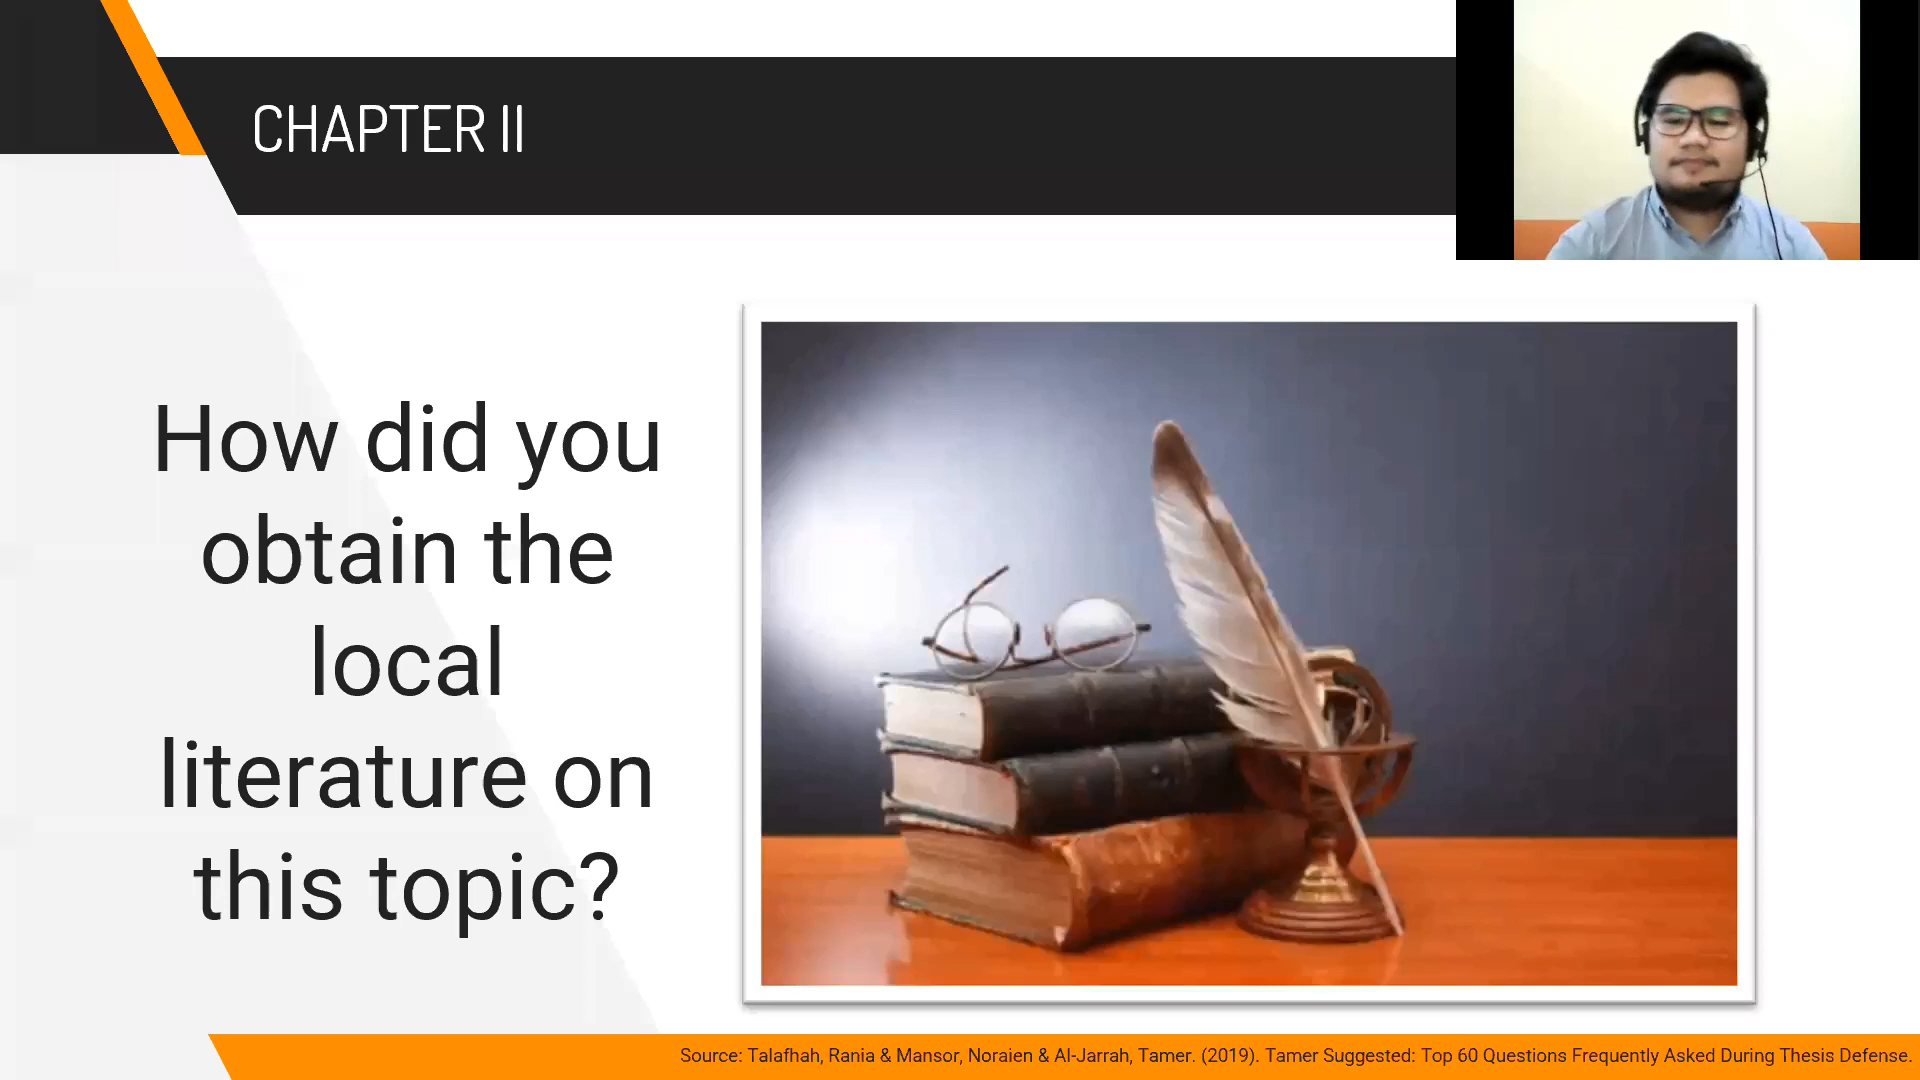 CHAPTER II
How did you
obtain the
local
literature on
this topic?
Source: Talafhah, Rania & Mansor, Noraien & Al-Jarrah, Tamer. (2019). Tamer Suggested: Top 60 Questions Frequently Asked During Thesis Defense.